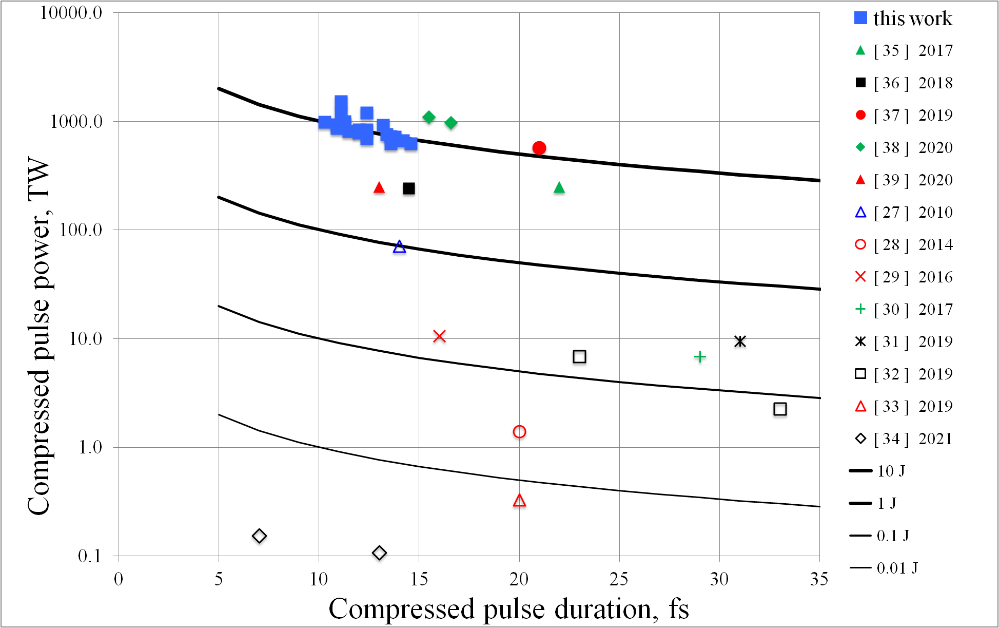 10000.0
1000.0
100.0
10.0
1.0
0.1
Compressed pulse power, TW
0 5 10 15 20 25 30 35
Compressed pulse duration, fs
this work
[ 35 ] 2017
[ 36 ] 2018
[ 37 ] 2019
[ 38 ] 2020
[ 39 ] 2020
[ 27 ] 2010
[ 28 ] 2014
[ 29 ] 2016
[ 30 ] 2017
[ 31 ] 2019
[ 32 ] 2019
[ 33 ] 2019
[ 34 ] 2021
10 J
1 J
0.1 J
0.01 J